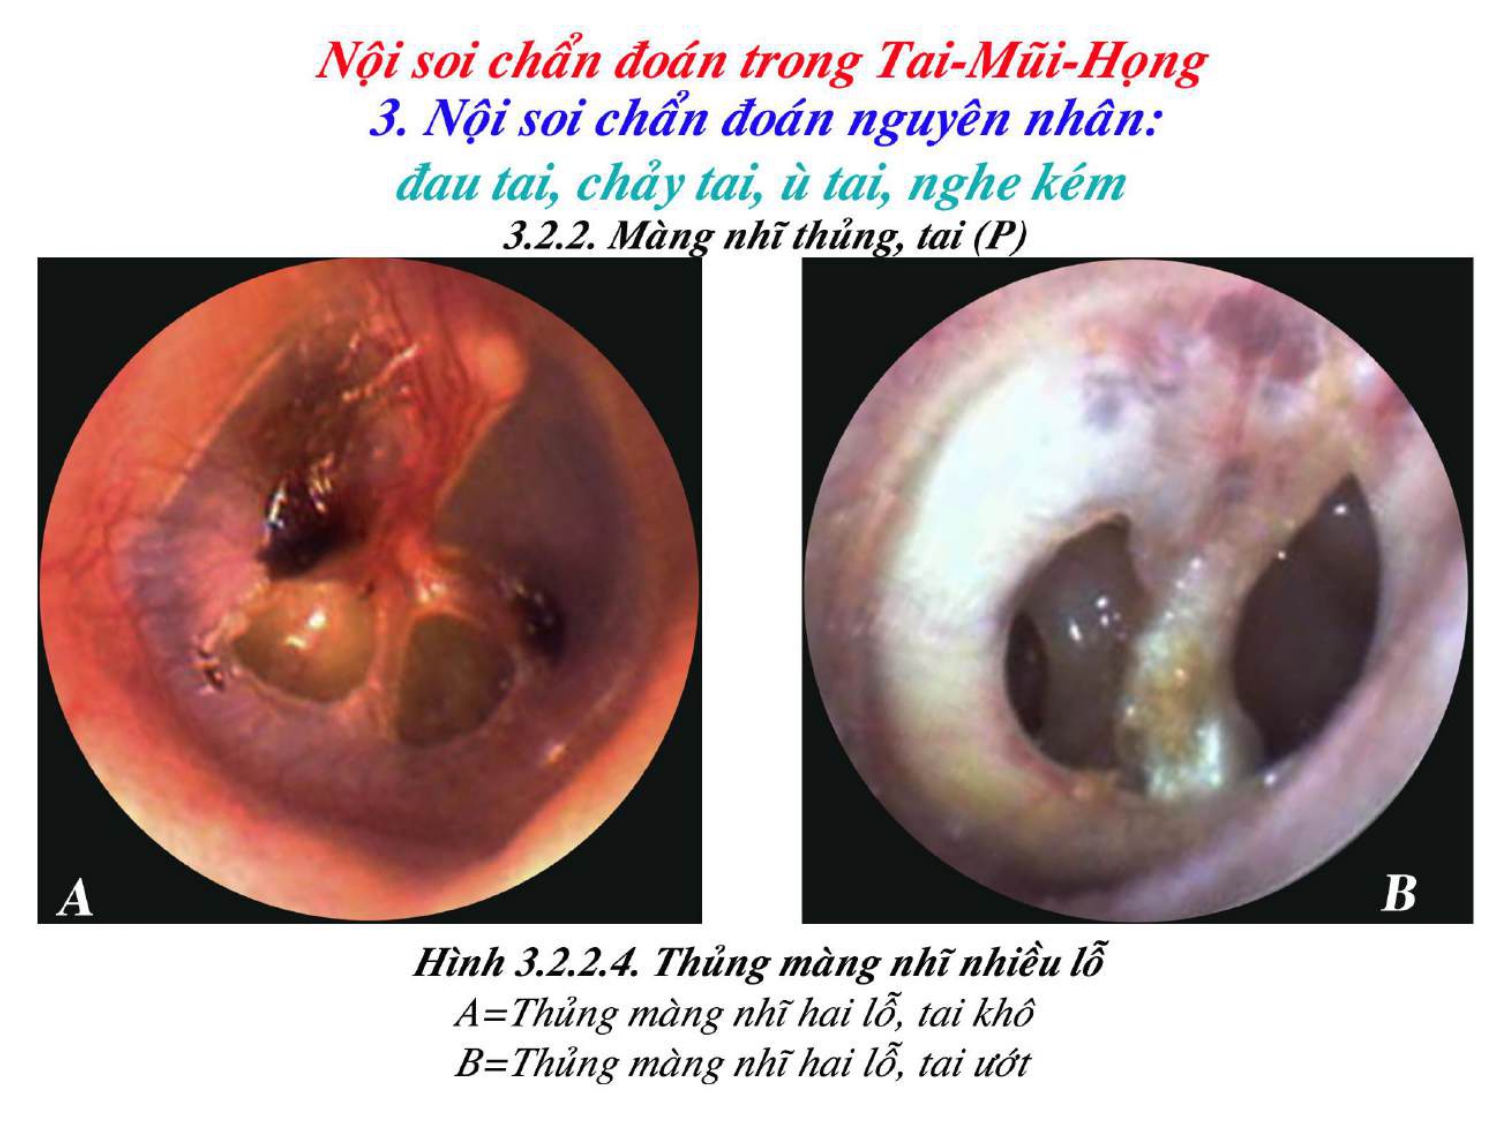 Nội soi chẩn đoán trong Tai-Mũi-Họng
3. Nội soi chẩn đoán nguyên nhân:
đau tai, chảy tai, ù tai, nghe kém
3.2.2. Màng nhĩ thủng, tai (P)
A
B
Hình 3.2.2.4. Thủng màng nhĩ nhiều lỗ
A=Thủng màng nhĩ hai lỗ, tai khô
B=Thủng màng nhĩ hai lỗ, tai ướt